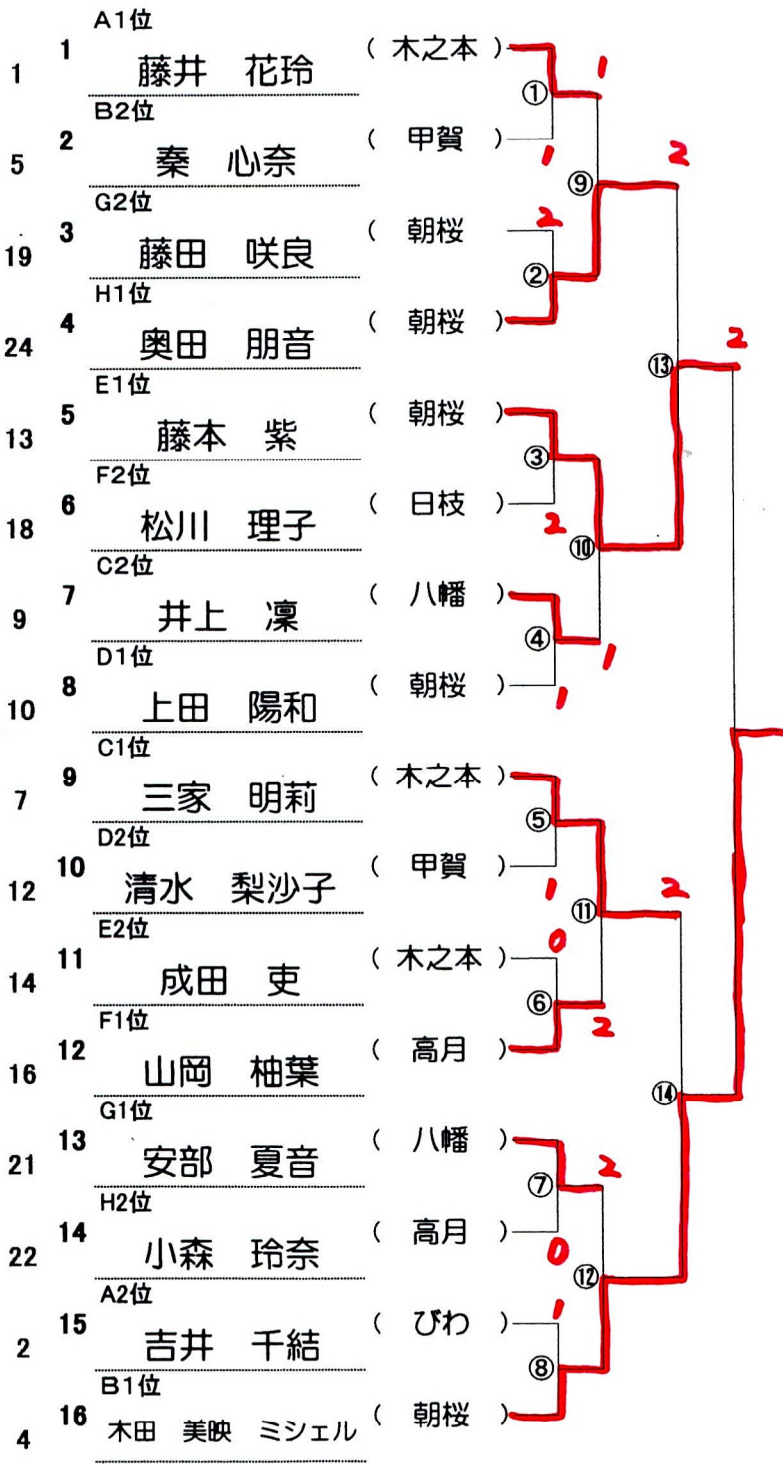 A1位
1 1 藤井 花玲 ( 木之本 )
B2位
5 2 秦 心奈 ( 甲賀 )
G2位
19 3 藤田 咲良 ( 朝桜
H1位
24 4 奥田 朋音 ( 朝桜 )
E1位
13 5 藤本 紫 ( 朝桜 )
F2位
18 6 松川 理子 ( 日枝 )
C2位
9 7 井上 凜 ( 八幡 )
D1位
10 8 上田 陽和 ( 朝桜 )
C1位
7 9 三家 明莉 ( 木之本 )
D2位
12 10 清水 梨沙子 ( 甲賀 )
E2位
14 11 成田 吏 ( 木之本 )
F1位
16 12 山岡 柚葉 ( 高月 )
G1位
21 13 安部 夏音 ( 八幡 )
H2位
22 14 小森 玲奈 ( 高月 )
A2位
2 15 吉井 千結 ( びわ )
B1位
4 16 木田 美映 ミシェル ( 朝桜 )
①
1
1
⑨
2
2
②
⑬
2
③
2
⑩
④
1
1
⑤
1
⑪
2
0
⑥
2
⑭
⑦
2
0
⑫
1
⑧